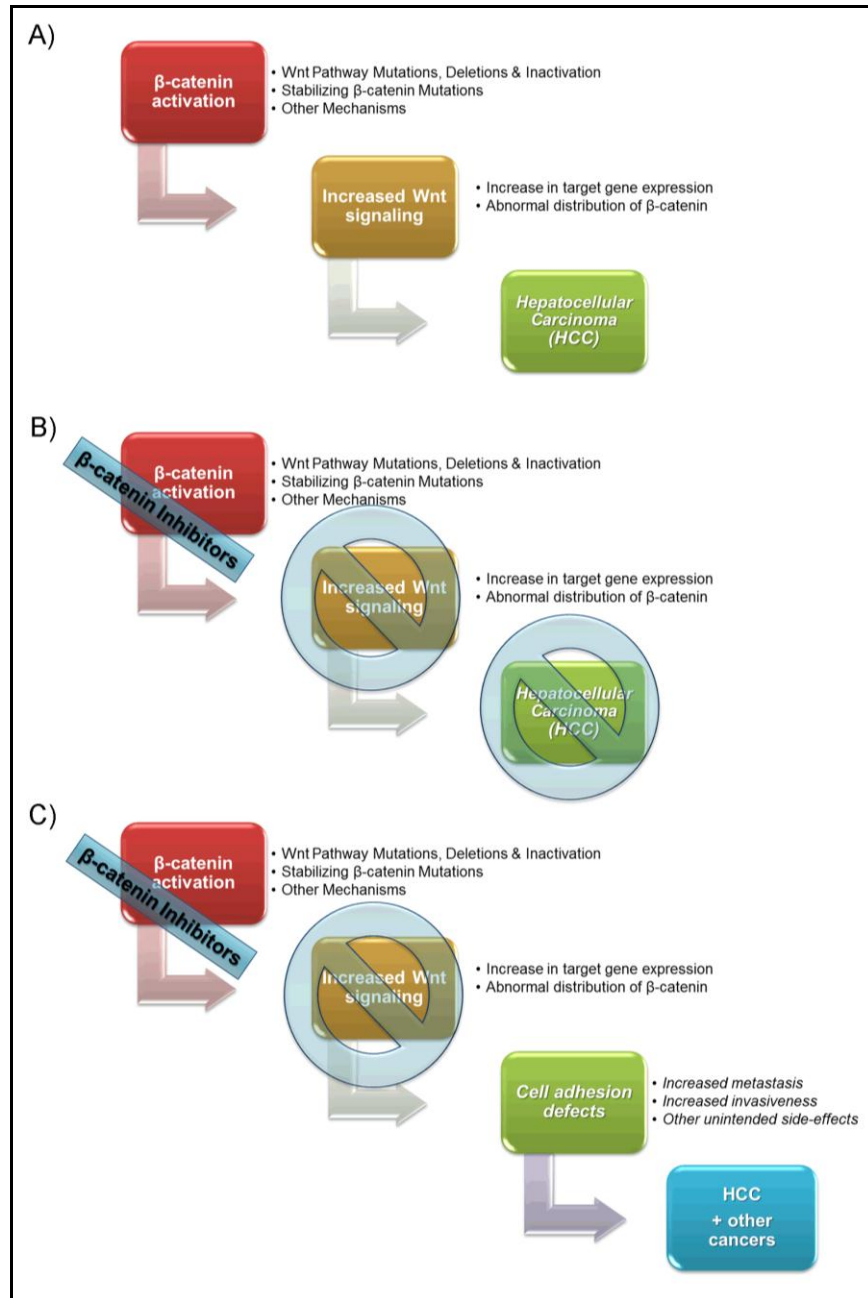 A)
β-catenin
activation
• Wnt Pathway Mutations, Deletions & Inactivation
• Stabilizing β-catenin Mutations
• Other Mechanisms
Increased Wnt
signaling
• Increase in target gene expression
• Abnormal distribution of β-catenin
Hepatocellular
Carcinoma
(HCC)
B)
β-catenin
activation
β-catenin Inhibitors
• Wnt Pathway Mutations, Deletions & Inactivation
• Stabilizing β-catenin Mutations
• Other Mechanisms
Increased Wnt
signaling
• Increase in target gene expression
• Abnormal distribution of β-catenin
Hepatocellular
Carcinoma
(HCC)
C)
β-catenin
activation
β-catenin Inhibitors
• Wnt Pathway Mutations, Deletions & Inactivation
• Stabilizing β-catenin Mutations
• Other Mechanisms
Increased Wnt
signaling
• Increase in target gene expression
• Abnormal distribution of β-catenin
Cell adhesion
defects
• Increased metastasis
• Increased invasiveness
• Other unintended side-effects
HCC
+ other
cancers